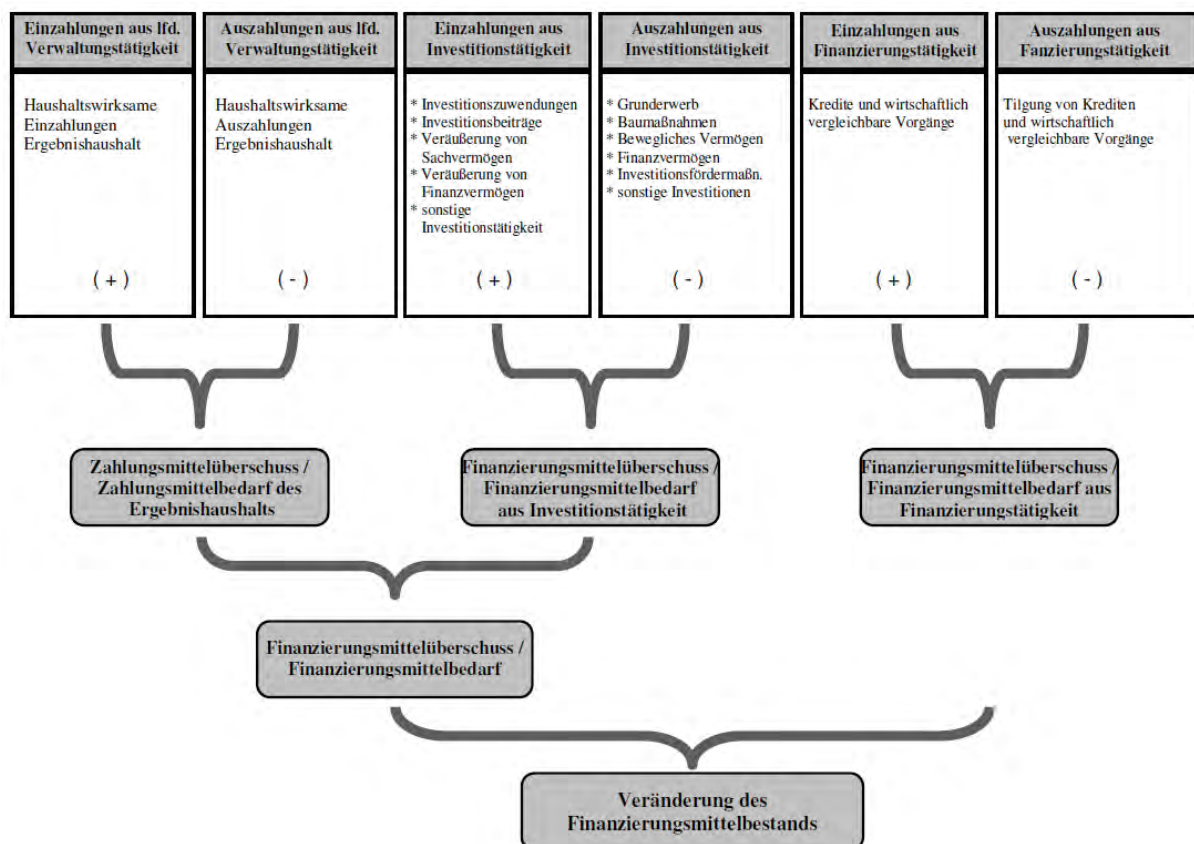 Einzahlungen aus lfd.
Verwaltungstätigkeit
Haushaltswirksame
Einzahlungen
Ergebnishaushalt
( + )
Auszahlungen aus lfd.
Verwaltungstätigkeit
Haushaltswirksame
Auszahlungen
Ergebnishaushalt
( - )
Einzahlungen aus
Investitionstätigkeit
* Investitionszuwendungen
* Investitionsbeiträge
* Veräußerung von
Sachvermögen
* Veräußerung von
Finanzvermögen
* sonstige
Investitionstätigkeit
( + )
Auszahlungen aus
Investitionstätigkeit
* Grunderwerb
* Baumaßnahmen
* Bewegliches Vermögen
* Finanzvermögen
* Investitionsfördermaßn.
* sonstige Investitionen
( - )
Einzahlungen aus
Finanzierungstätigkeit
Kredite und wirtschaftlich
vergleichbare Vorgänge
( + )
Auszahlungen aus
Fanzierungstätigkeit
Tilgung von Krediten
und wirtschaftlich
vergleichbare Vorgänge
( - )
Zahlungsmittelüberschuss /
Zahlungsmittelbedarf des
Ergebnishaushalts
Finanzierungsmittelüberschuss /
Finanzierungsmittelbedarf
aus Investitionstätigkeit
Finanzierungsmittelüberschuss /
Finanzierungsmittelbedarf aus
Finanzierungstätigkeit
Finanzierungsmittelüberschuss /
Finanzierungsmittelbedarf
Veränderung des
Finanzierungsmittelbestands